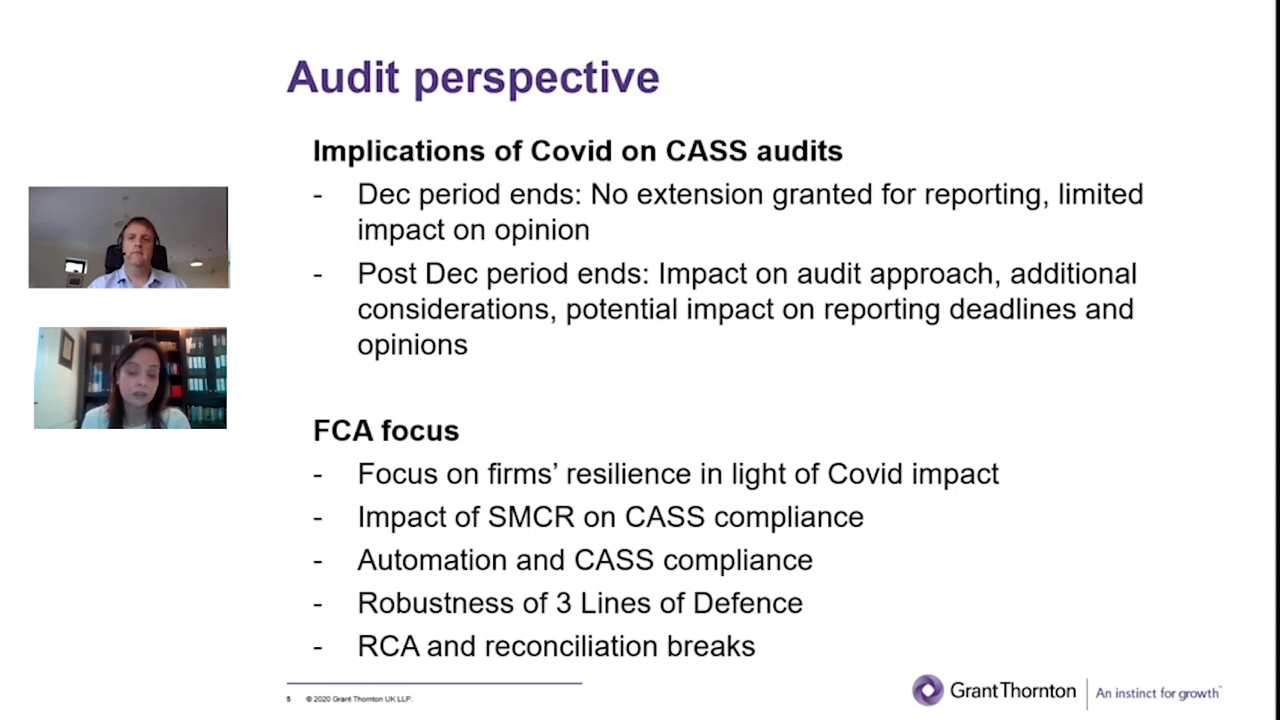 Audit perspective
Implications of Covid on CASS audits
- Dec period ends: No extension granted for reporting, limited
impact on opinion
- Post Dec period ends: Impact on audit approach, additional
considerations, potential impact on reporting deadlines and
opinions
FCA focus
- Focus on firms’ resilience in light of Covid impact
- Impact of SMCR on CASS compliance
- Automation and CASS compliance
- Robustness of 3 Lines of Defence
- RCA and reconciliation breaks
5 © 2020 Grant Thornton UK LLP.
Grant Thornton An instinct for growth™